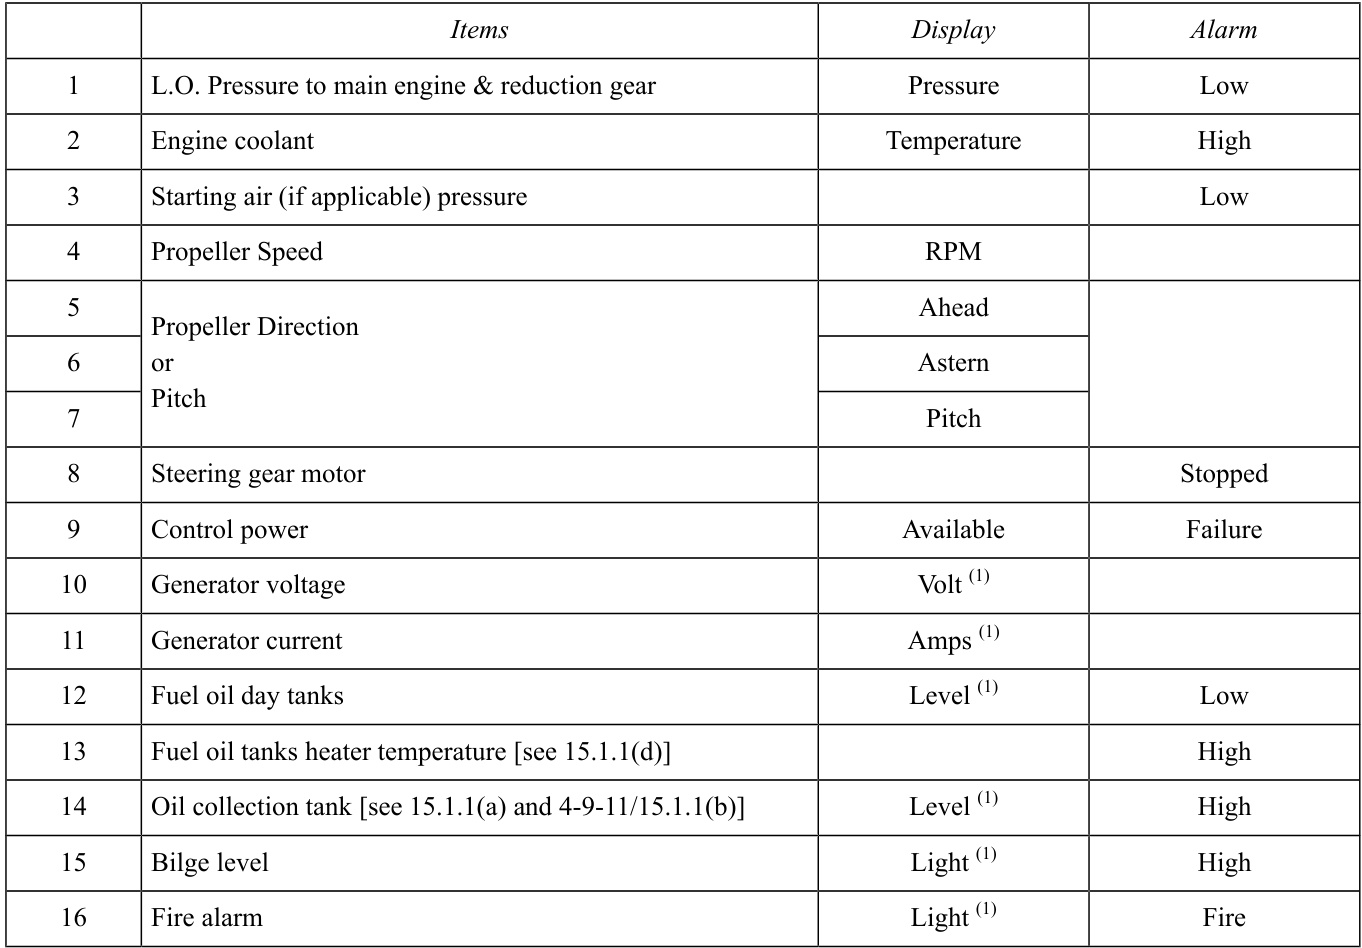 Items Display Alarm
1 L.O. Pressure to main engine & reduction gear Pressure Low
2 Engine coolant Temperature High
3 Starting air (if applicable) pressure Low
4 Propeller Speed RPM
5 Ahead
Propeller Direction
6 or Astern
Pitch
7 Pitch
8 Steering gear motor Stopped
9 Control power Available Failure
10 Generator voltage Volt (1)
11 Generator current Amps (1)
12 Fuel oil day tanks Level (1) Low
13 Fuel oil tanks heater temperature [see 15.1.1(d)] High
14 Oil collection tank [see 15.1.1(a) and 4-9-11/15.1.1(b)] Level (1) High
15 Bilge level Light (1) High
16 Fire alarm Light (1) Fire